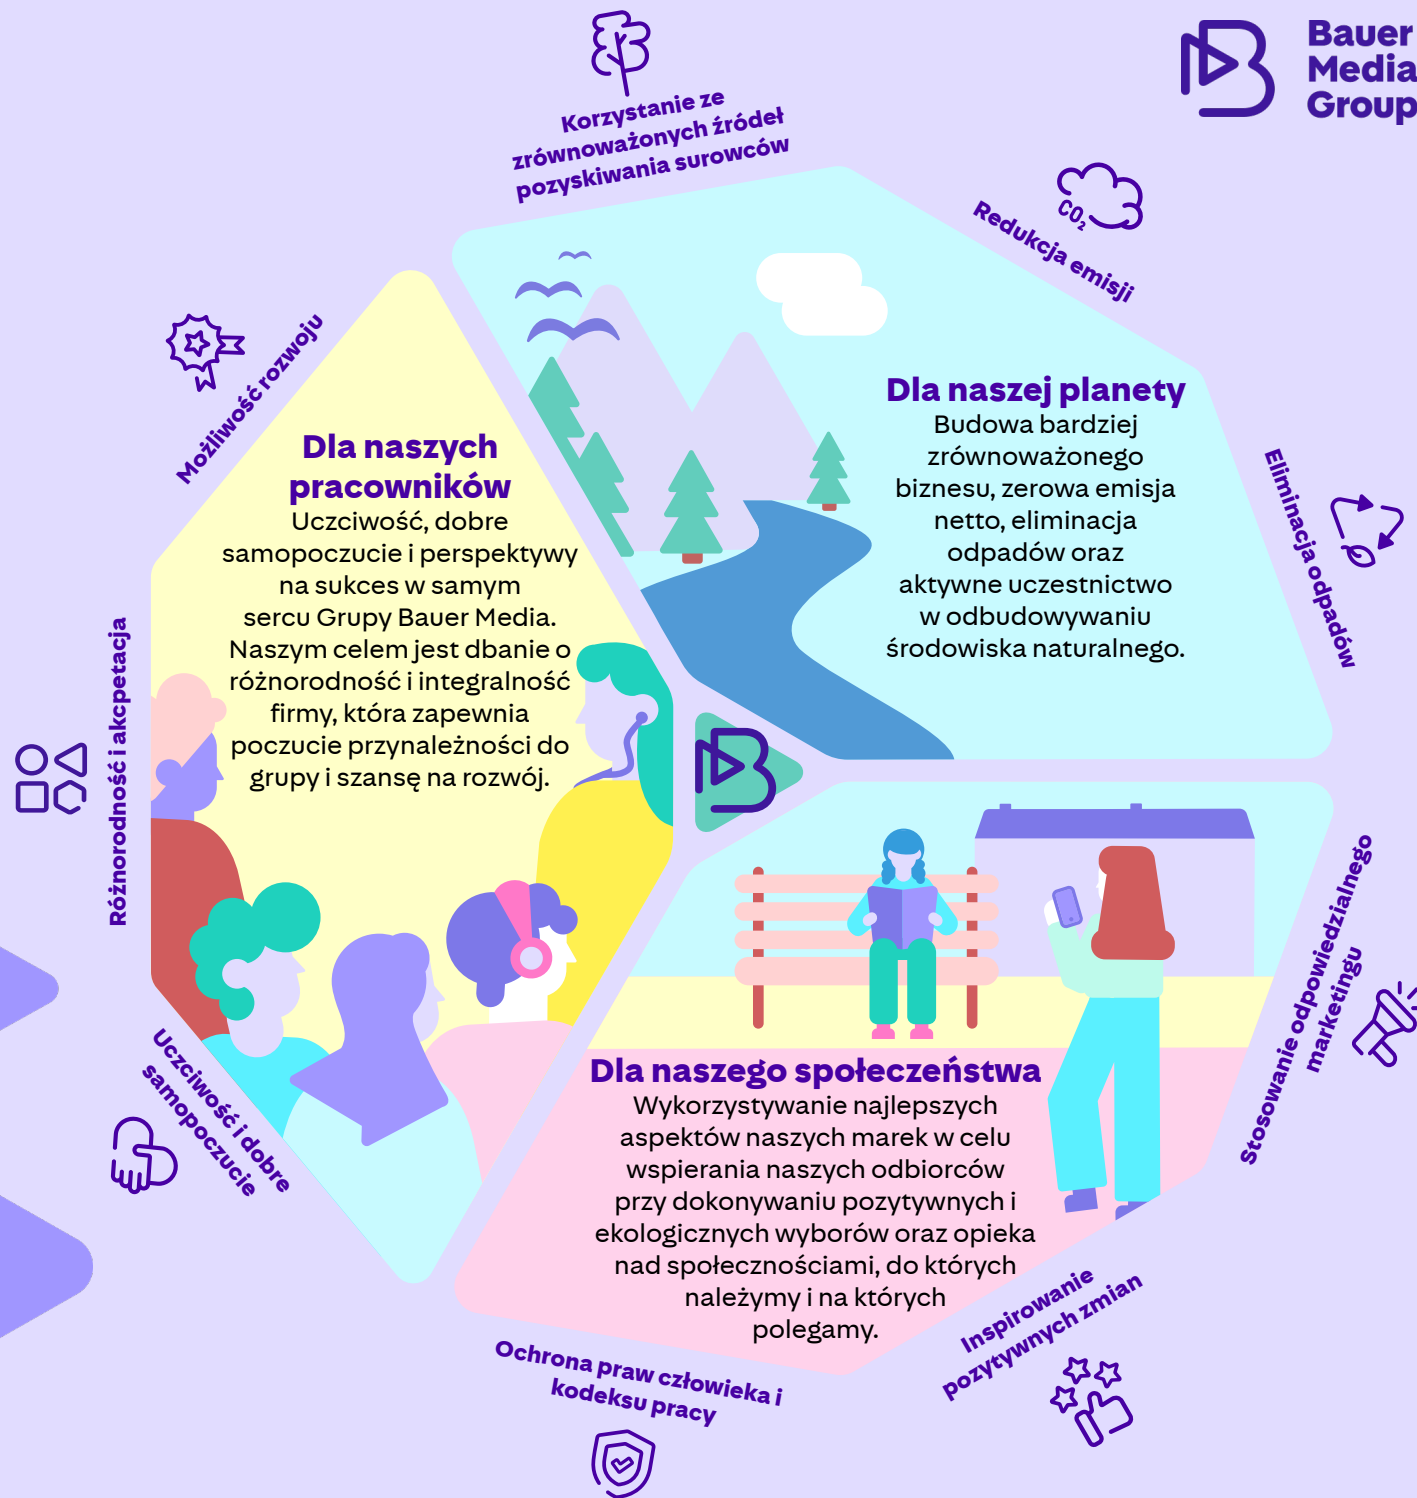 Bauer
Media
Group
Korzystanie ze
zrównoważonych źródeł
pozyskiwania surowców
CO₂
Redukcja emisji
Eliminacja odpadów
Dla naszej planety
Budowa bardziej
zrównoważonego
biznesu, zerowa emisja
netto, eliminacja
odpadów oraz
aktywne uczestnictwo
w odbudowywaniu
środowiska naturalnego.
Możliwość rozwoju
Różnorodność i akcpetacja
Uczciwość i dobre
samopoczucie
Dla naszych
pracowników
Uczciwość, dobre
samopoczucie i perspektywy
na sukces w samym
sercu Grupy Bauer Media.
Naszym celem jest dbanie o
różnorodność i integralność
firmy, która zapewnia
poczucie przynależności do
grupy i szansę na rozwój.
Stosowanie odpowiedzialnego
marketingu
Dla naszego społeczeństwa
Wykorzystywanie najlepszych
aspektów naszych marek w celu
wspierania naszych odbiorców
przy dokonywaniu pozytywnych i
ekologicznych wyborów oraz opieka
nad społecznościami, do których
należymy i na których
polegamy.
Inspirowanie
pozytywnych zmian
Ochrona praw człowieka i
kodeksu pracy